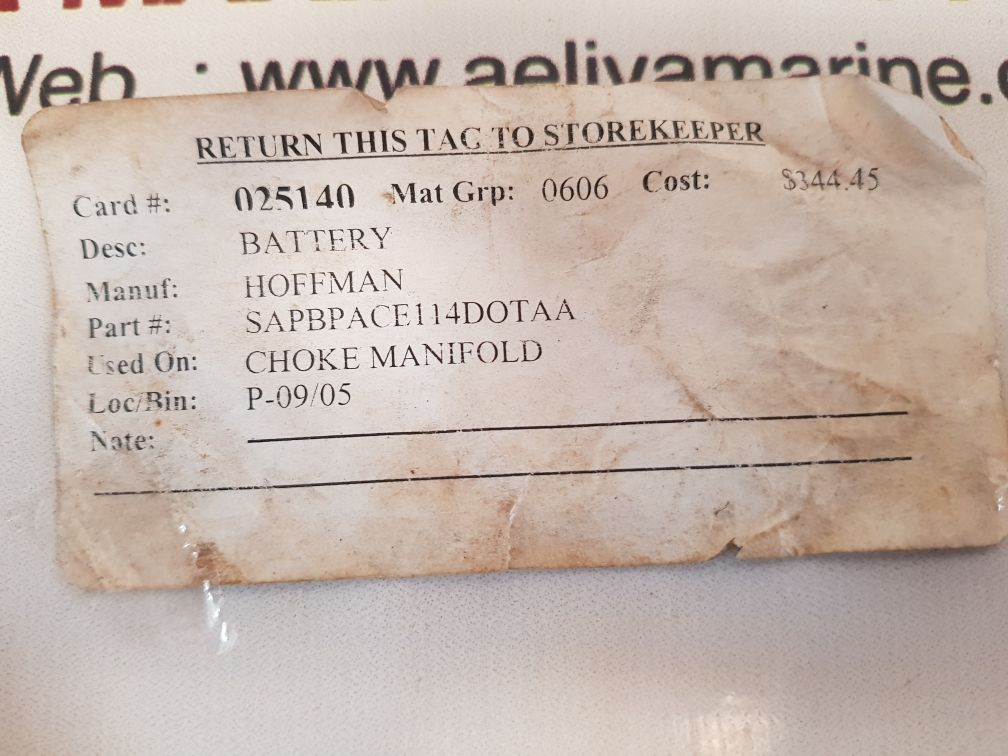 Web : www.aelivamarine.
RETURN THIS TAG TO STOREKEEPER
Card #: 025140 Mat Grp: 0606 Cost: $344.45
Desc: BATTERY
Manuf: HOFFMAN
Part #: SAPBPACE114DOTAA
Used On: CHOKE MANIFOLD
Loc/Bin: P-09/05
Note: